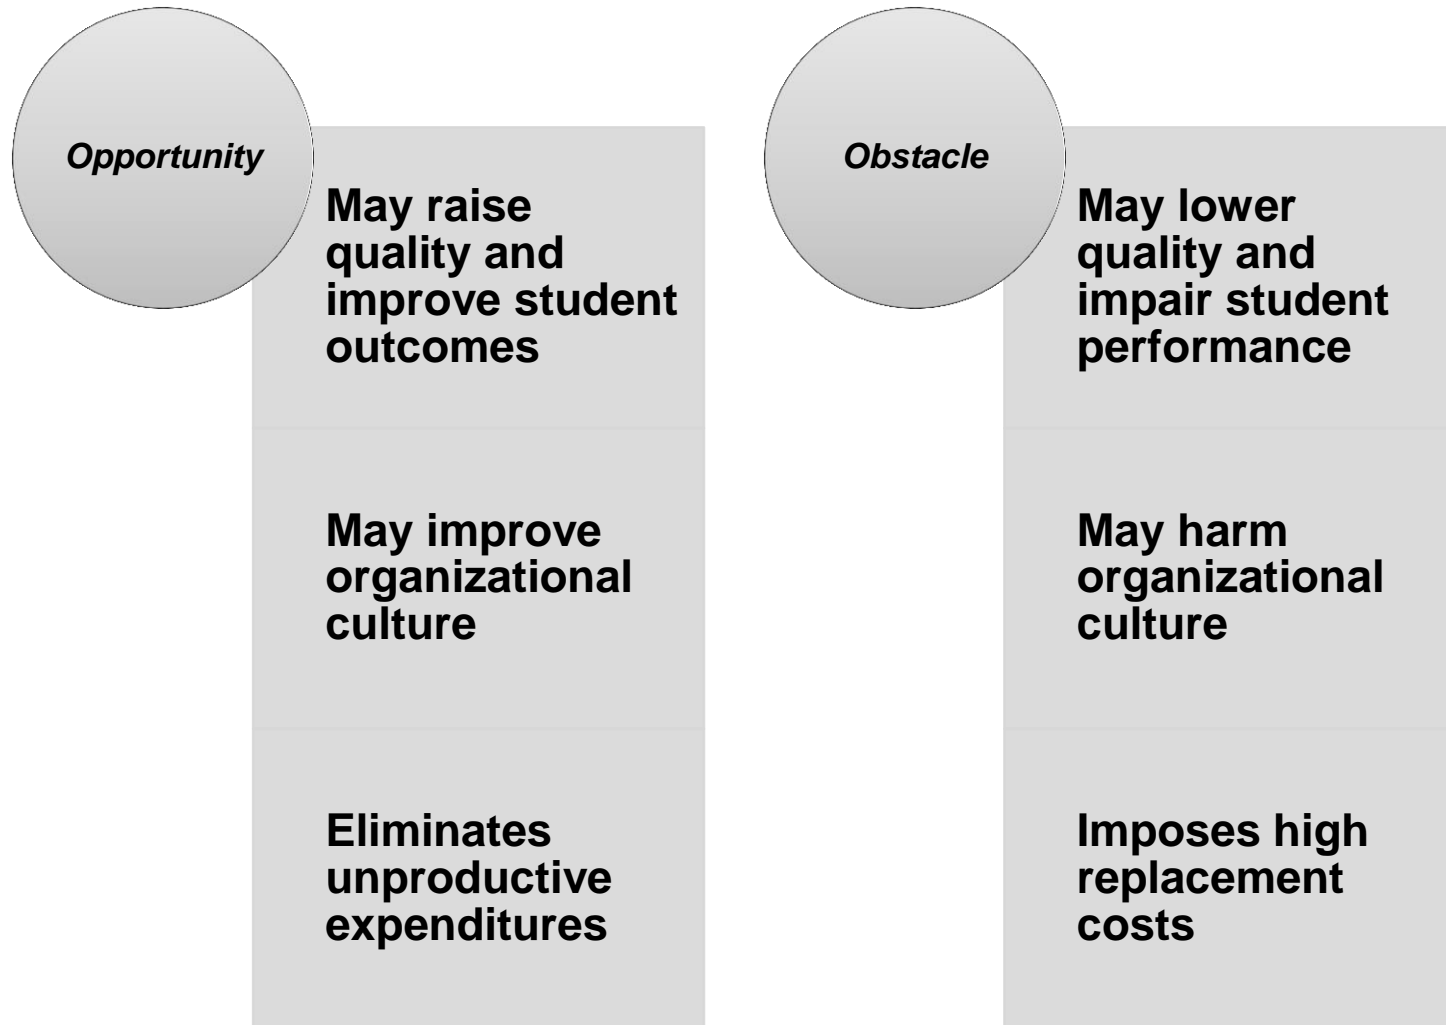 Opportunity
May raise
quality and
improve student
outcomes
May improve
organizational
culture
Eliminates
unproductive
expenditures
Obstacle
May lower
quality and
impair student
performance
May harm
organizational
culture
Imposes high
replacement
costs